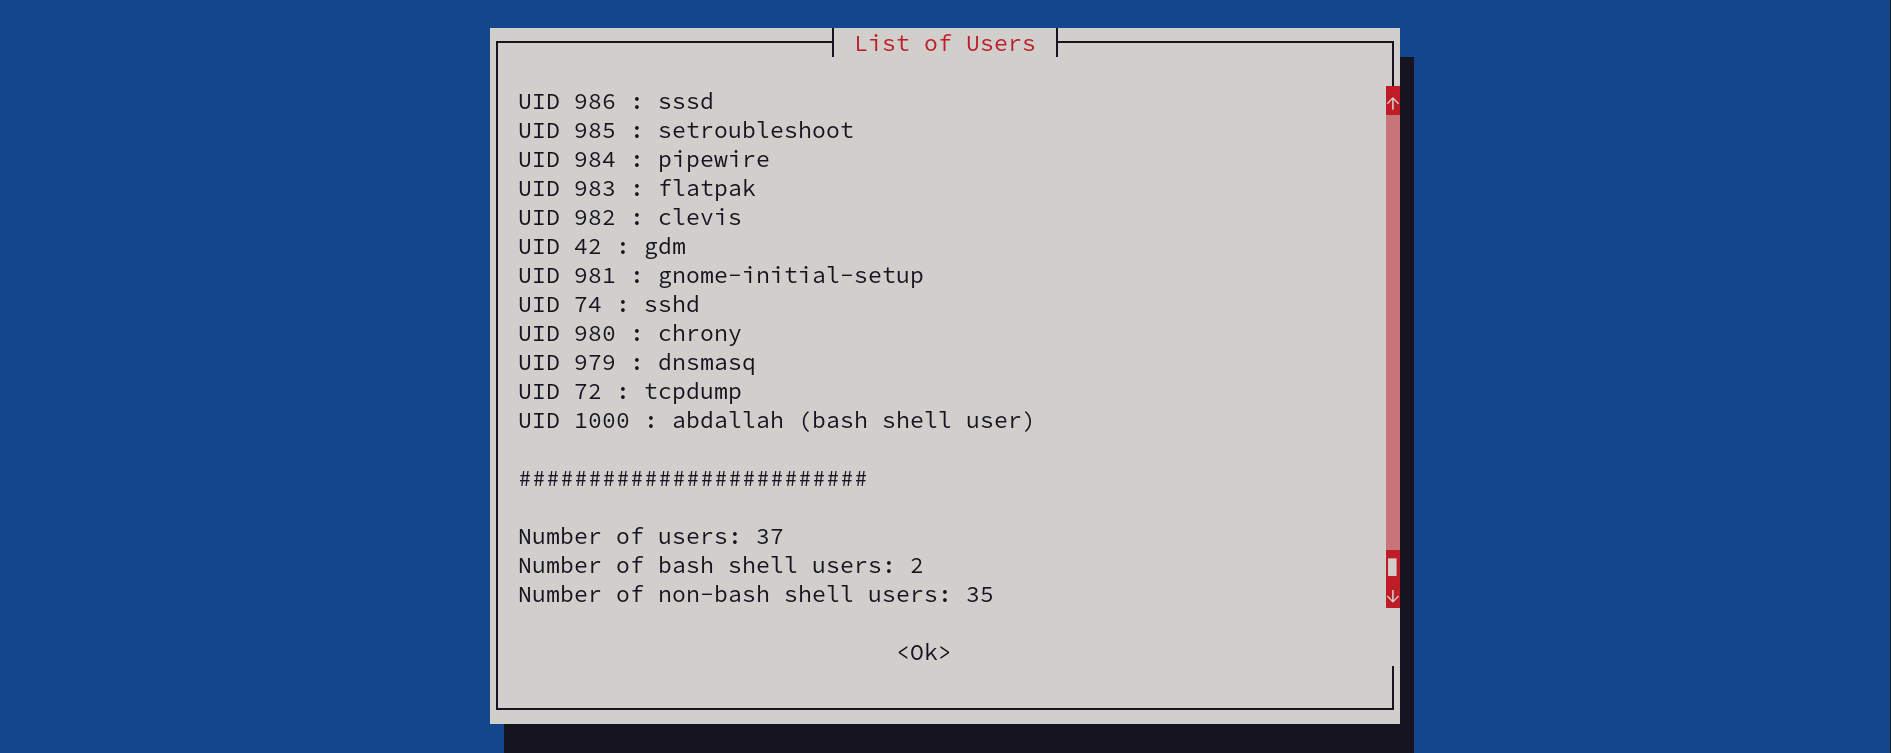 List of Users
UID 986 : sssd
UID 985 : setroubleshoot
UID 984 : pipewire
UID 983 : flatpak
UID 982 : clevis
UID 42 : gdm
UID 981 : gnome-initial-setup
UID 74 : sshd
UID 980 : chrony
UID 979 : dnsmasq
UID 72 : tcpdump
UID 1000 : abdallah (bash shell user)
#########################
Number of users: 37
Number of bash shell users: 2
Number of non-bash shell users: 35
<Ok>